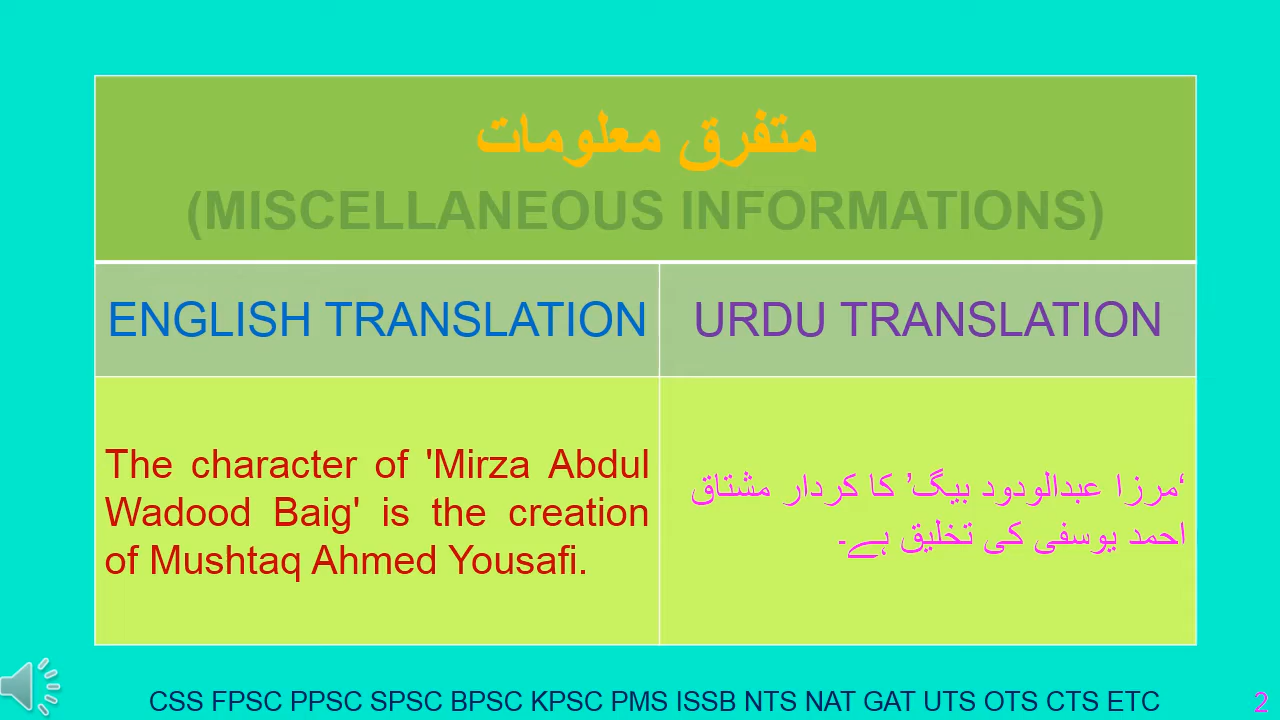 متفرق معلومات
(MISCELLANEOUS INFORMATIONS)
ENGLISH TRANSLATION
URDU TRANSLATION
The character of 'Mirza Abdul
Wadood Baig' is the creation
of Mushtaq Ahmed Yousafi.
‘مرزا عبدالودود بیگ’ کا کردار مشتاق
احمد یوسفی کی تخلیق ہے۔
CSS FPSC PPSC SPSC BPSC KPSC PMS ISSB NTS NAT GAT UTS OTS CTS ETC
2